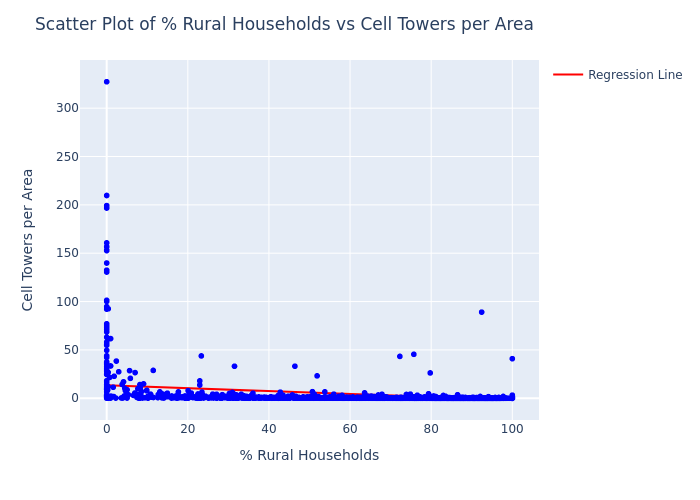 Scatter Plot of % Rural Households vs Cell Towers per Area
Regression Line
300
250
200
150
100
50
0
Cell Towers per Area
0 20 40 60 80 100
% Rural Households